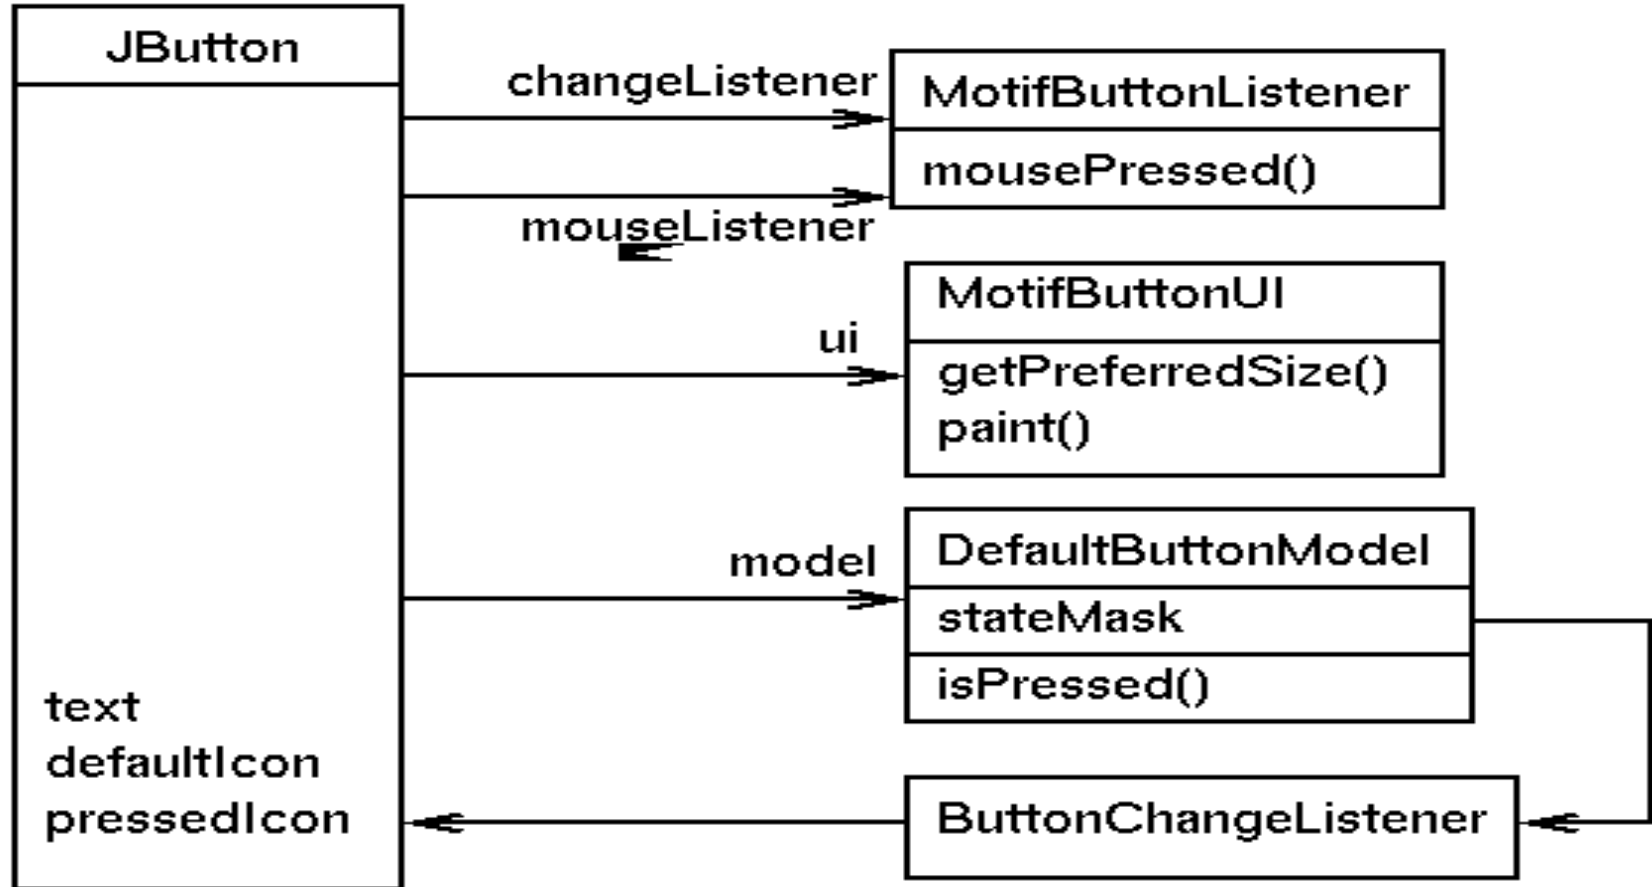 JButton
text
defaultIcon
pressedIcon
changeListener
mouseListener
MotifButtonListener
mousePressed()
ui
MotifButtonUI
getPreferredSize()
paint()
model
DefaultButtonModel
stateMask
isPressed()
ButtonChangeListener